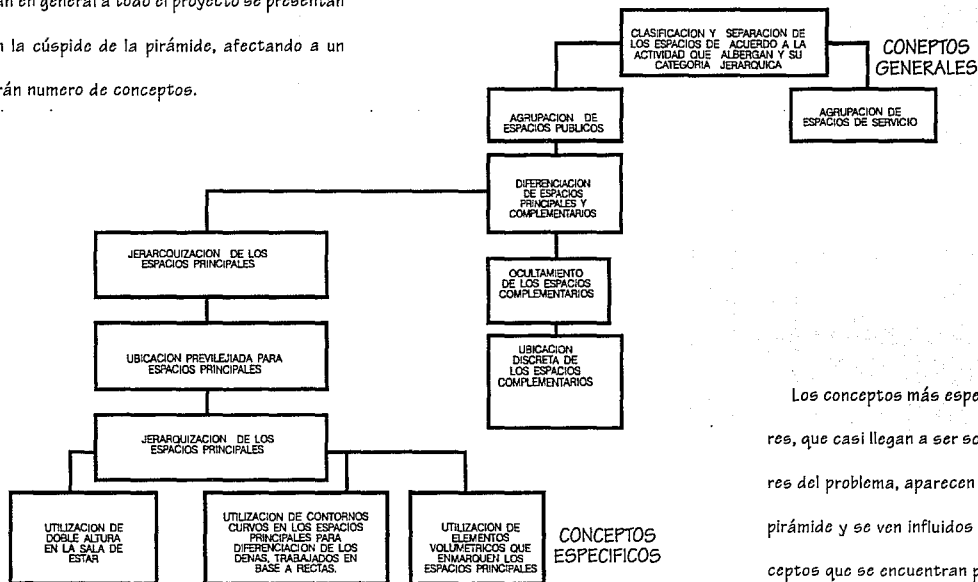 an en general a todo el proyecto se presentan
n la cúspide de la pirámide, afectando a un
rán numero de conceptos.
CLASIFICACION Y SEPARACION DE
LOS ESPACIOS DE ACUERDO A LA
ACTIVIDAD QUE ALBERGAN Y SU
CATEGORIA JERARQUICA
CONEPTOS
GENERALES
AGRUPACION DE
ESPACIOS PUBLICOS
AGRUPACION DE
ESPACIOS DE SERVICIO
DIFERENCIACION
DE ESPACIOS
PRINCIPALES Y
COMPLEMENTARIOS
JERARCQUIZACION DE LOS
ESPACIOS PRINCIPALES
OCULTAMIENTO
DE LOS ESPACIOS
COMPLEMENTARIOS
UBICACION PREVILEJIADA PARA
ESPACIOS PRINCIPALES
UBICACION
DISCRETA DE
LOS ESPACIOS
COMPLEMENTARIOS
JERARQUIZACION DE LOS
ESPACIOS PRINCIPALES
UTILIZACION DE
DOBLE ALTURA
EN LA SALA DE
ESTAR
UTILIZACION DE CONTORNOS
CURVOS EN LOS ESPACIOS
PRINCIPALES PARA
DIFERENCIACION DE LOS
DENAS, TRABAJADOS EN
BASE A RECTAS.
UTILIZACION DE
ELEMENTOS
VOLUMETRICOS QUE
ENMARQUEN LOS
ESPACIOS PRINCIPALES
CONCEPTOS
ESPECIFICOS
Los conceptos más espe
res, que casi llegan a ser so
res del problema, aparecen
pirámide y se ven influidos
ceptos que se encuentran p